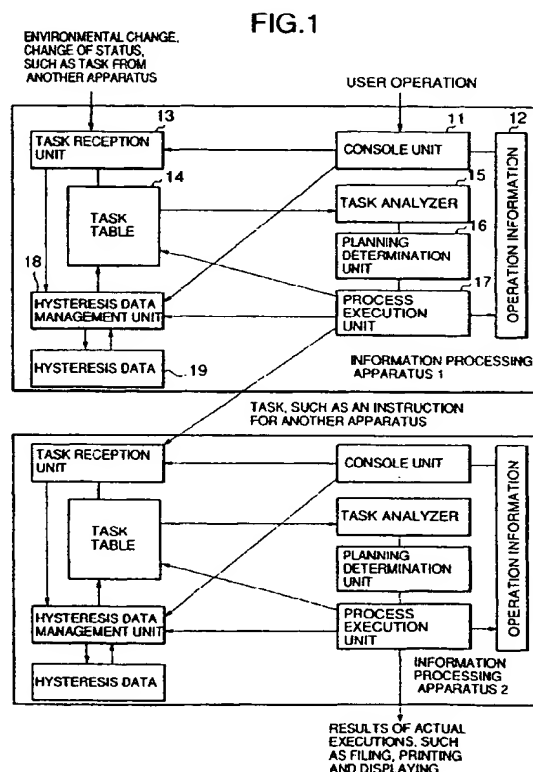 FIG.1
ENVIRONMENTAL CHANGE,
CHANGE OF STATUS,
SUCH AS TASK FROM
ANOTHER APPARATUS
USER OPERATION
13
11
12
TASK RECEPTION
UNIT
CONSOLE UNIT
OPERATION INFORMATION
14
15
TASK
TABLE
TASK ANALYZER
16
PLANNING
DETERMINATION
UNIT
18
17
HYSTERESIS DATA
MANAGEMENT UNIT
PROCESS
EXECUTION
UNIT
HYSTERESIS DATA
19
INFORMATION PROCESSING
APPARATUS 1
TASK, SUCH AS AN INSTRUCTION
FOR ANOTHER APPARATUS
TASK RECEPTION
UNIT
CONSOLE UNIT
OPERATION INFORMATION
TASK
TABLE
TASK ANALYZER
PLANNING
DETERMINATION
UNIT
HYSTERESIS DATA
MANAGEMENT UNIT
PROCESS
EXECUTION
UNIT
HYSTERESIS DATA
INFORMATION
PROCESSING
APPARATUS 2
RESULTS OF ACTUAL
EXECUTIONS, SUCH
AS FILING, PRINTING
AND DISPLAYING